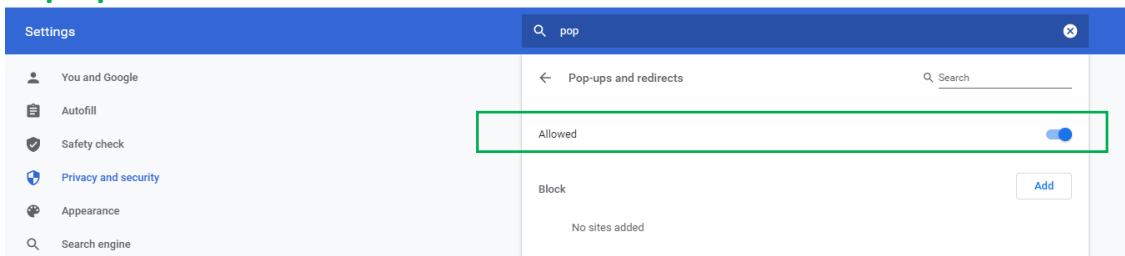 Settings
pop
You and Google
Autofill
Safety check
Privacy and security
Appearance
Search engine
Pop-ups and redirects
Search
Allowed
Block
Add
No sites added